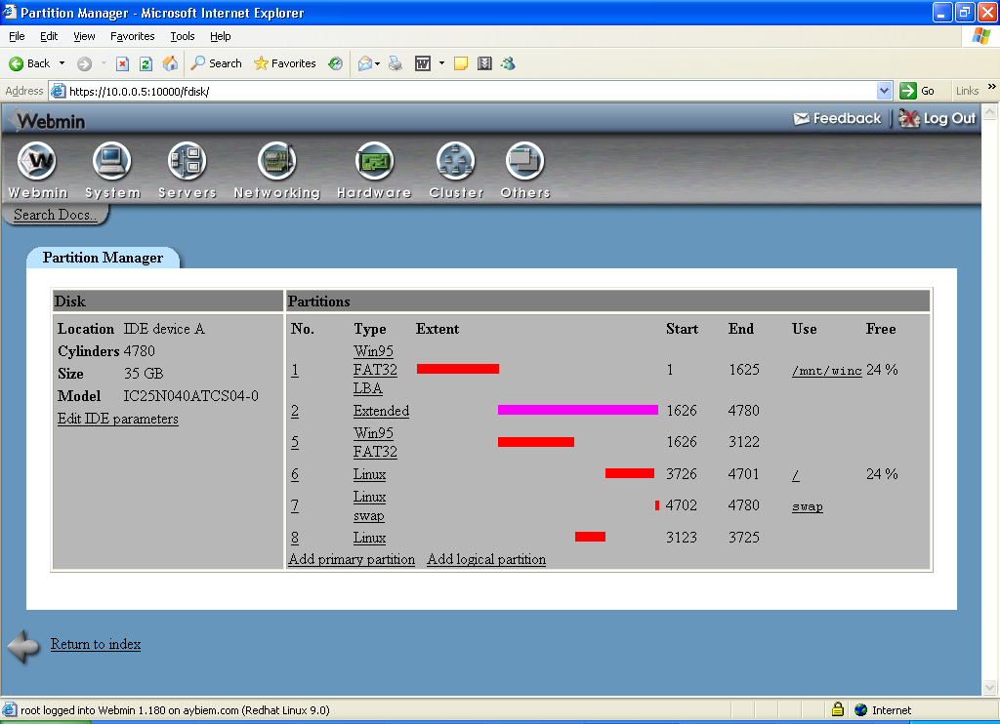 Partition Manager - Microsoft Internet Explorer
File Edit View Favorites Tools Help
Back Search Favorites
Address https://10.0.0.5:10000/fdisk/ Go Links »
Webmin Feedback Log Out
Webmin System Servers Networking Hardware Cluster Others
Search Docs..
Partition Manager
Disk Partitions
Location IDE device A
Cylinders 4780
Size 35 GB
Model IC25N040ATCS04-0
Edit IDE parameters
No. Type Extent Start End Use Free
1 Win95 FAT32 LBA 1 1625 /mnt/winc 24 %
2 Extended 1626 4780
5 Win95 FAT32 1626 3122
6 Linux 3726 4701 / 24 %
7 Linux swap 4702 4780 swap
8 Linux 3123 3725
Add primary partition Add logical partition
Return to index
root logged into Webmin 1.180 on aybiem.com (Redhat Linux 9.0) Internet